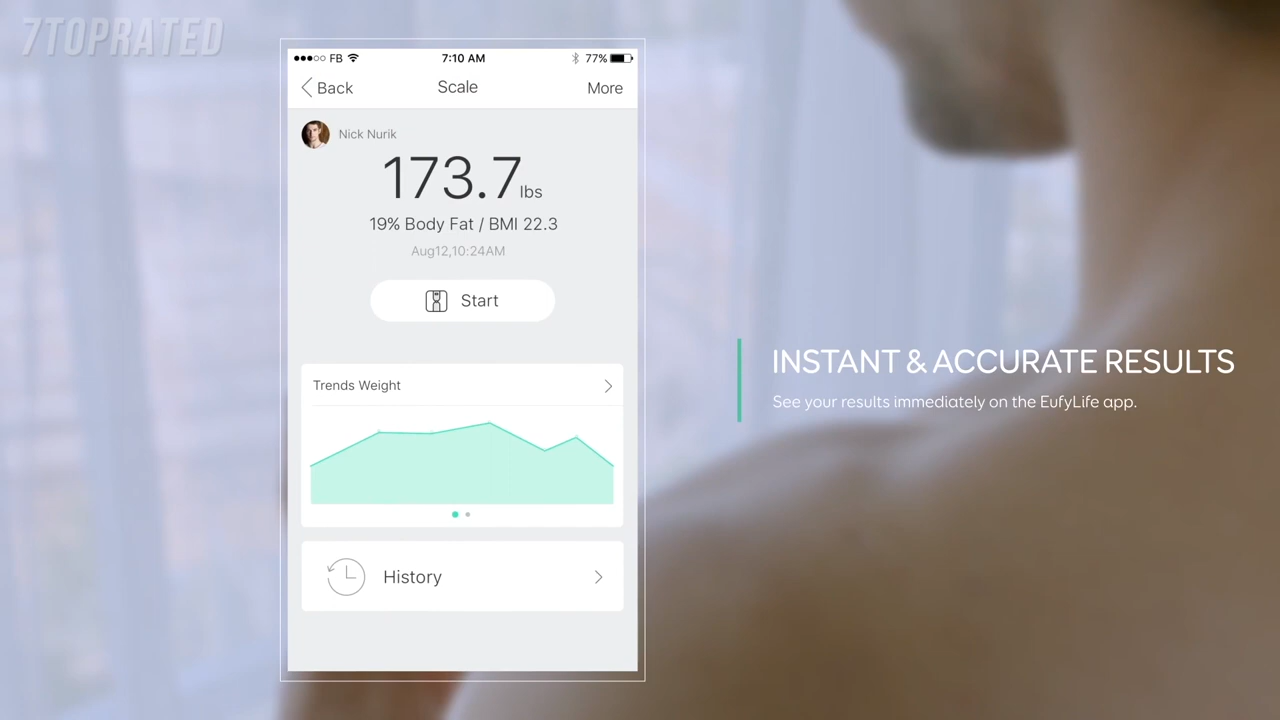 7TOPRATED
FB 7:10 AM 77%
Back Scale More
Nick Nurik
173.7 lbs
19% Body Fat / BMI 22.3
Aug12,10:24AM
Start
Trends Weight
History
INSTANT & ACCURATE RESULTS
See your results immediately on the EufyLife app.